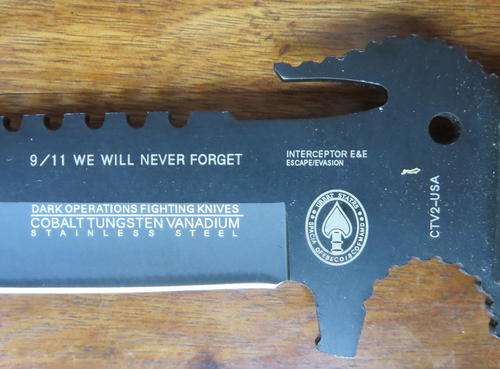 9/11 WE WILL NEVER FORGET
INTERCEPTOR E&E
ESCAPE/EVASION
DARK OPERATIONS FIGHTING KNIVES
COBALT TUNGSTEN VANADIUM
STAINLESS STEEL
CTV2-USA